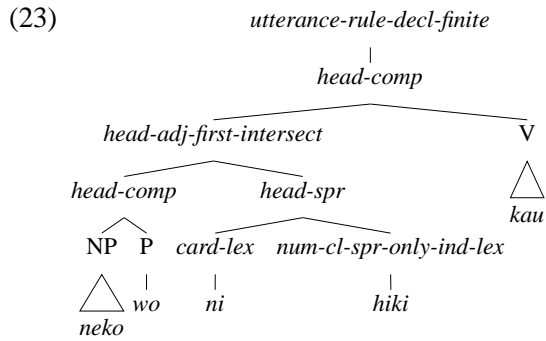 (23) utterance-rule-decl-finite
head-comp
head-adj-first-intersect V
head-comp head-spr kau
NP P card-lex num-cl-spr-only-ind-lex
neko wo ni hiki